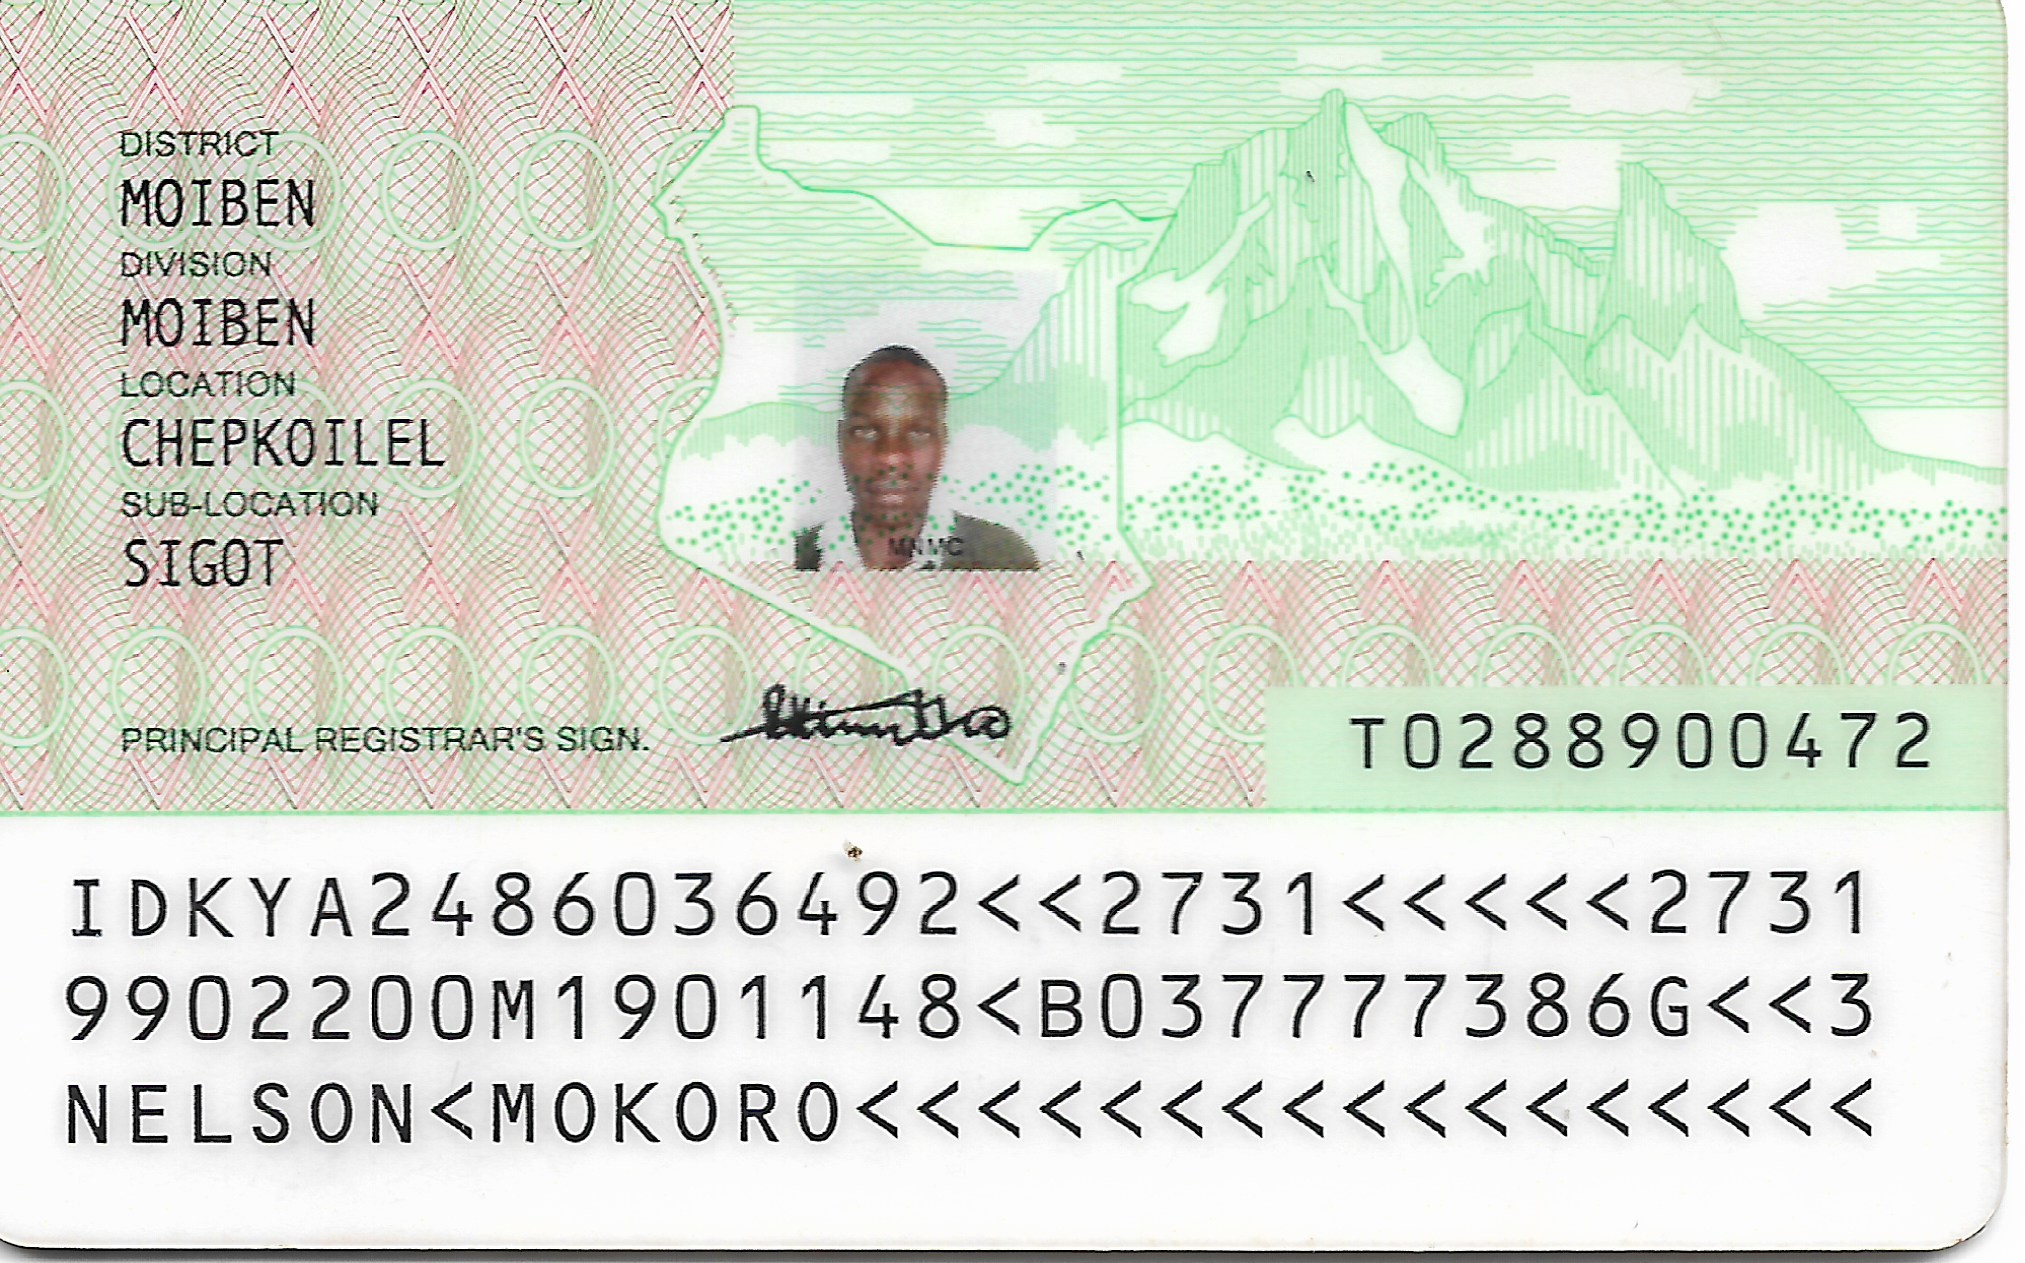 DISTRICT
MOIBEN
DIVISION
MOIBEN
LOCATION
CHEPKOILEL
SUB-LOCATION
SIGOT
PRINCIPAL REGISTRAR'S SIGN.
T0288900472
IDKYA2486036492<<2731<<<<<2731
9902200M1901148<B037777386G<<3
NELSON<MOKORO<<<<<<<<<<<<<<<<<